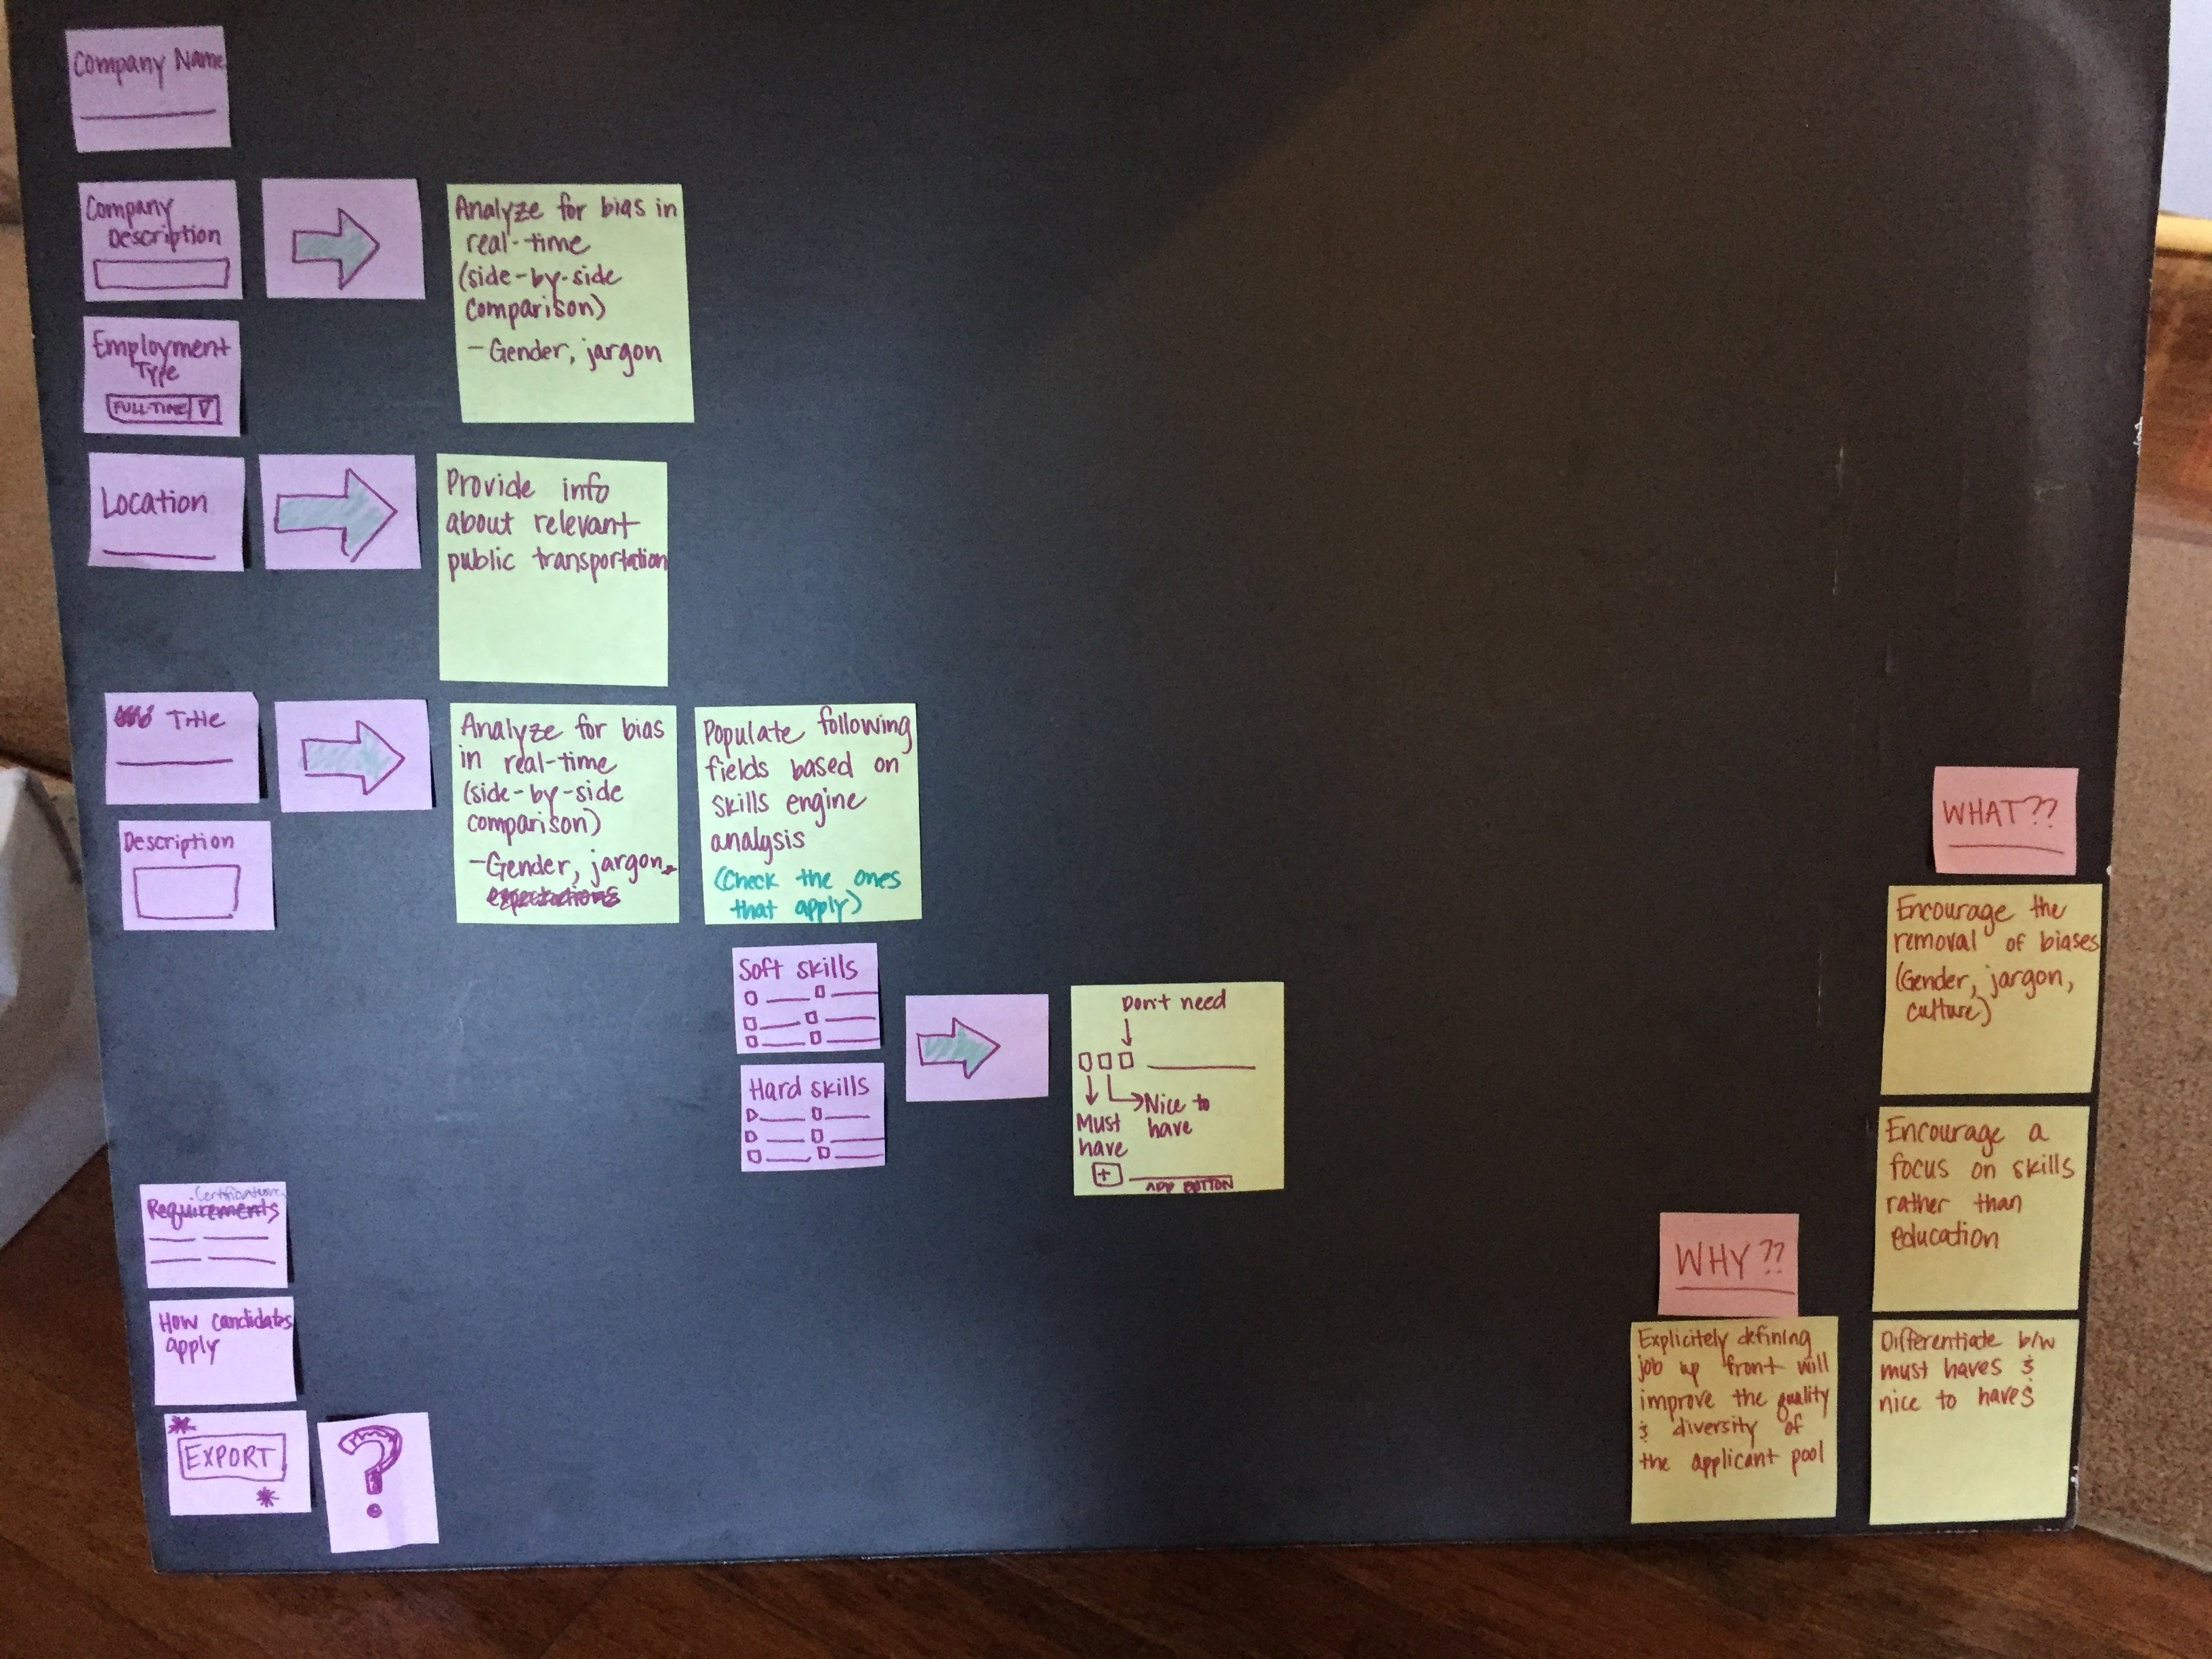 Company Name
Company
Description
Analyze for bias in
real-time
(side-by-side
comparison)
- Gender, jargon
Employment
Type
FULL-TIME
Location
Provide info
about relevant
public transportation
Title
Description
Analyze for bias
in real-time
(side-by-side
comparison)
- Gender, jargon
expectations
Populate following
fields based on
skills engine
analysis
(Check the ones
that apply)
Soft skills
Hard skills
Don't need
Nice to
have
Must
have
+
ADD BUTTON
Certifications
Requirements
How candidates
apply
* EXPORT *
?
WHAT??
Encourage the
removal of biases
(Gender, jargon,
culture)
Encourage a
focus on skills
rather than
education
Differentiate b/w
must haves &
nice to haves
WHY??
Explicitely defining
job up front will
improve the quality
& diversity of
the applicant pool